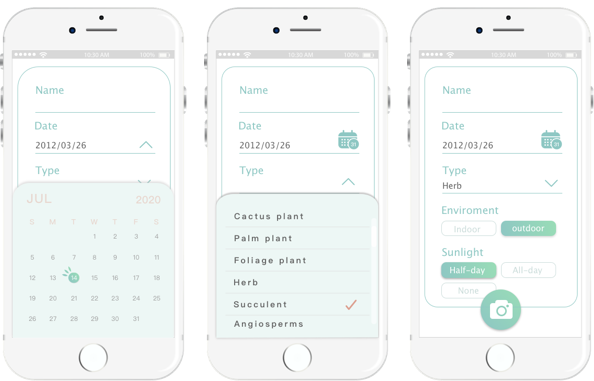 10:30 AM 100%
Name
Date
2012/03/26
Type
JUL 2020
S M T W T F S
1 2 3 4
5 6 7 8 9 10 11
12 13 14 15 16 17 18
19 20 21 22 23 24 25
26 27 28 29 30 31
10:30 AM 100%
Name
Date
2012/03/26
31
Type
Cactus plant
Palm plant
Foliage plant
Herb
Succulent
Angiosperms
10:30 AM 100%
Name
Date
2012/03/26
31
Type
Herb
Enviroment
Indoor outdoor
Sunlight
Half-day All-day
None